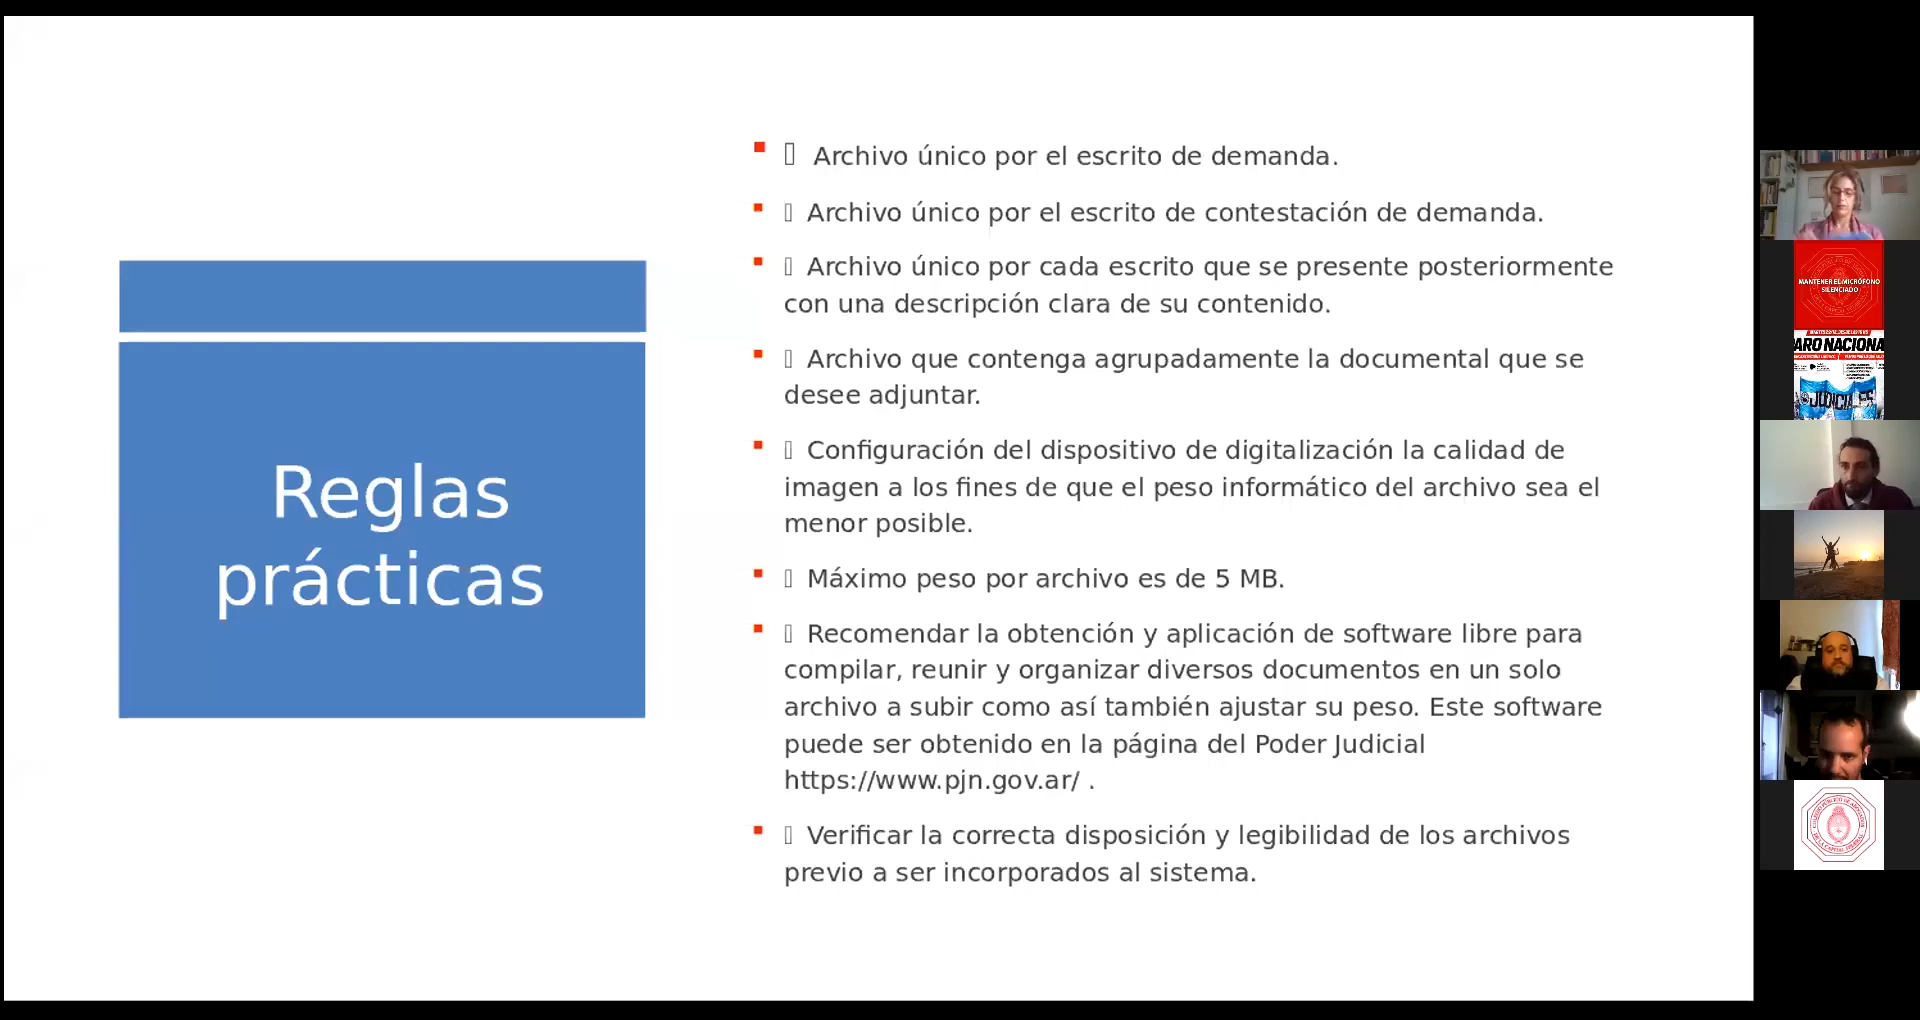 Reglas
prácticas
Archivo único por el escrito de demanda.
Archivo único por el escrito de contestación de demanda.
Archivo único por cada escrito que se presente posteriormente
con una descripción clara de su contenido.
Archivo que contenga agrupadamente la documental que se
desee adjuntar.
Configuración del dispositivo de digitalización la calidad de
imagen a los fines de que el peso informático del archivo sea el
menor posible.
Máximo peso por archivo es de 5 MB.
Recomendar la obtención y aplicación de software libre para
compilar, reunir y organizar diversos documentos en un solo
archivo a subir como así también ajustar su peso. Este software
puede ser obtenido en la página del Poder Judicial
https://www.pjn.gov.ar/ .
Verificar la correcta disposición y legibilidad de los archivos
previo a ser incorporados al sistema.
MANTENER EL MICRÓFONO
SILENCIADO
ARO NACIONA
JUDICIALES